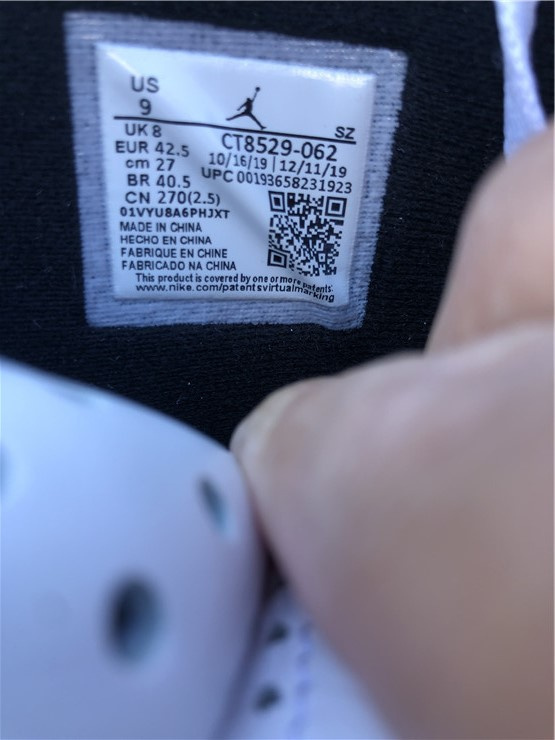 US
9
SZ
UK 8
CT8529-062
EUR 42.5
10/16/19 | 12/11/19
cm 27
UPC 00193658231923
BR 40.5
CN 270(2.5)
01VYU8A6PHJXT
MADE IN CHINA
HECHO EN CHINA
FABRIQUE EN CHINE
FABRICADO NA CHINA
This product is covered by one or more patents:
www.nike.com/patentsvirtualmarking